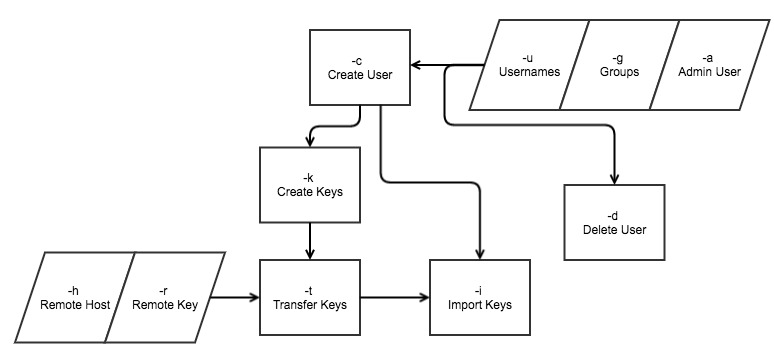 -c
Create User
-u
Usernames
-g
Groups
-a
Admin User
-k
Create Keys
-d
Delete User
-h
Remote Host
-r
Remote Key
-t
Transfer Keys
-i
Import Keys